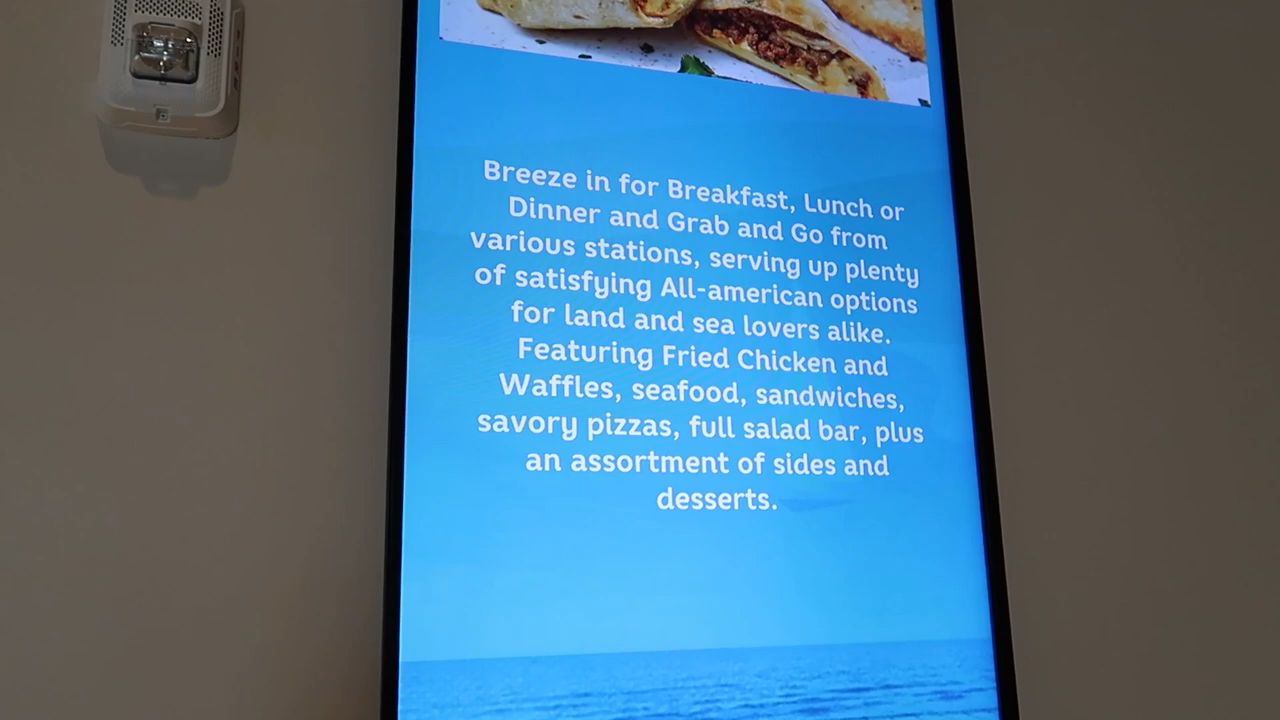 Breeze in for Breakfast, Lunch or
Dinner and Grab and Go from
various stations, serving up plenty
of satisfying All-american options
for land and sea lovers alike.
Featuring Fried Chicken and
Waffles, seafood, sandwiches,
savory pizzas, full salad bar, plus
an assortment of sides and
desserts.